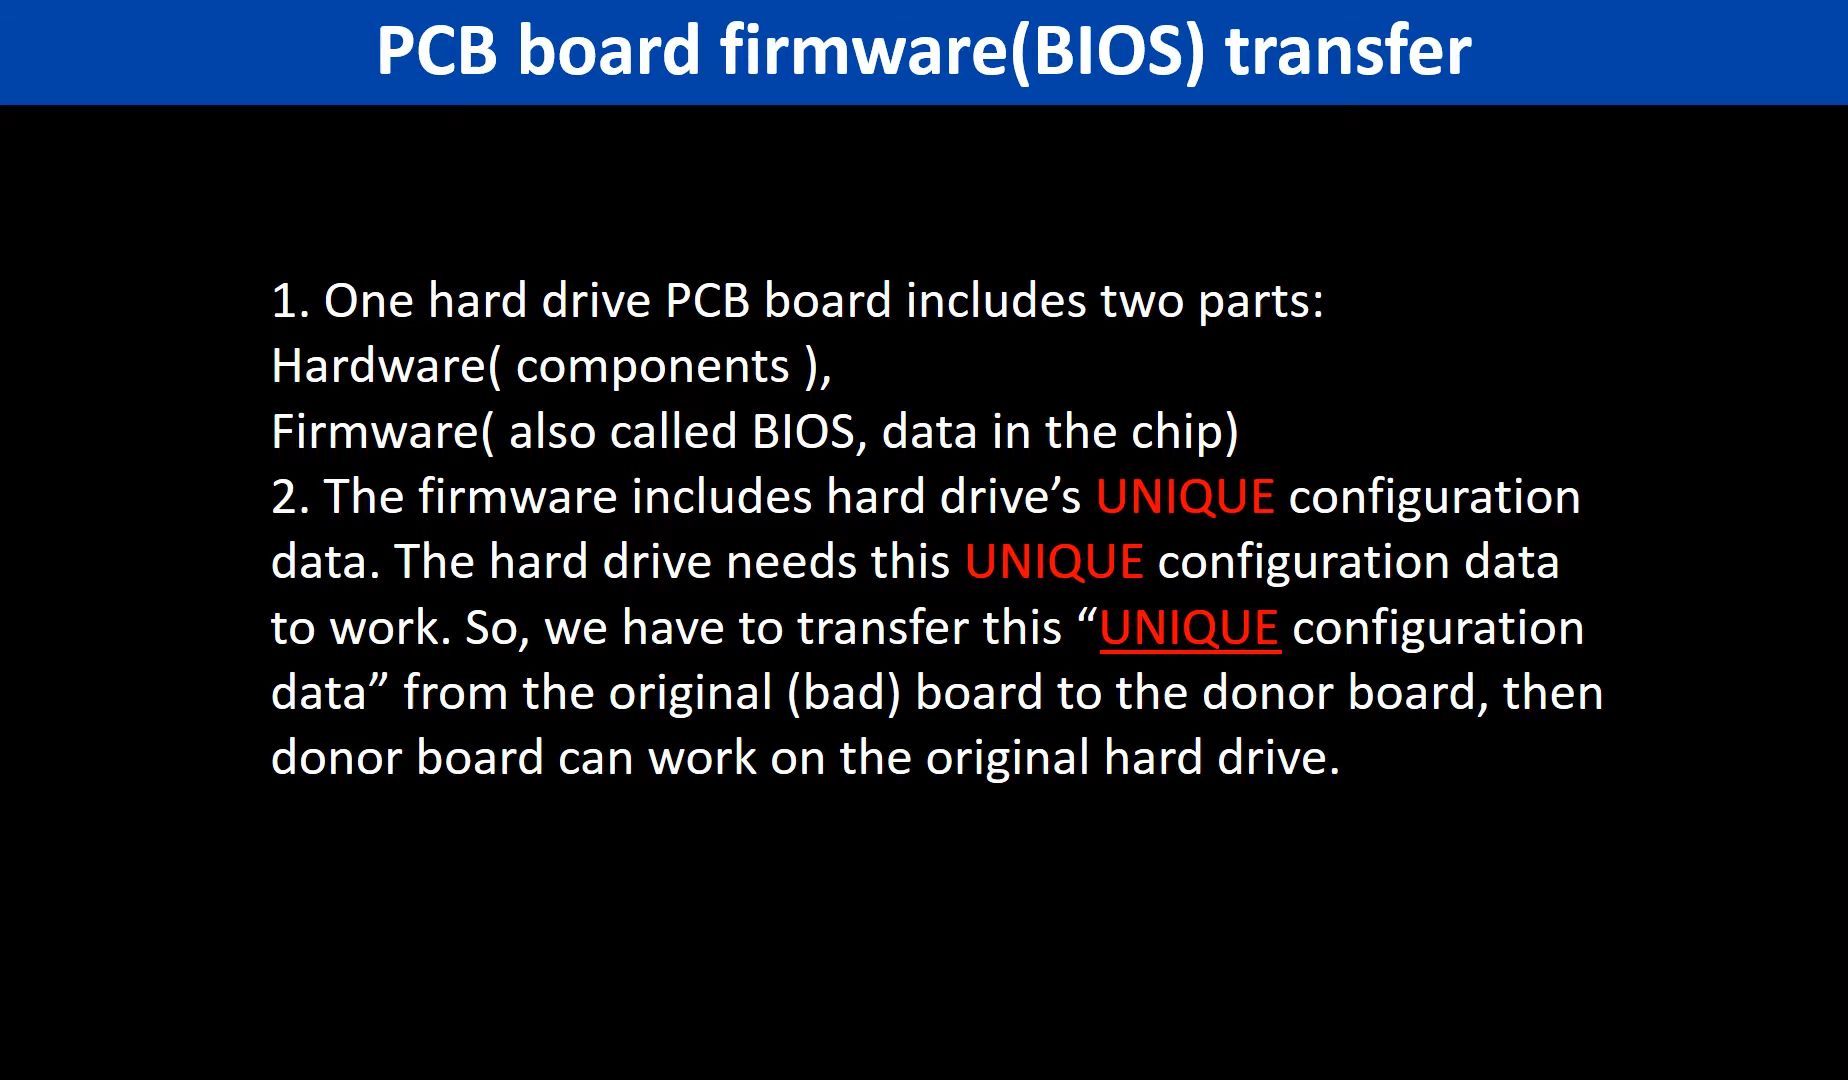 PCB board firmware(BIOS) transfer
1. One hard drive PCB board includes two parts:
Hardware( components ),
Firmware( also called BIOS, data in the chip)
2. The firmware includes hard drive’s UNIQUE configuration
data. The hard drive needs this UNIQUE configuration data
to work. So, we have to transfer this “UNIQUE configuration
data” from the original (bad) board to the donor board, then
donor board can work on the original hard drive.